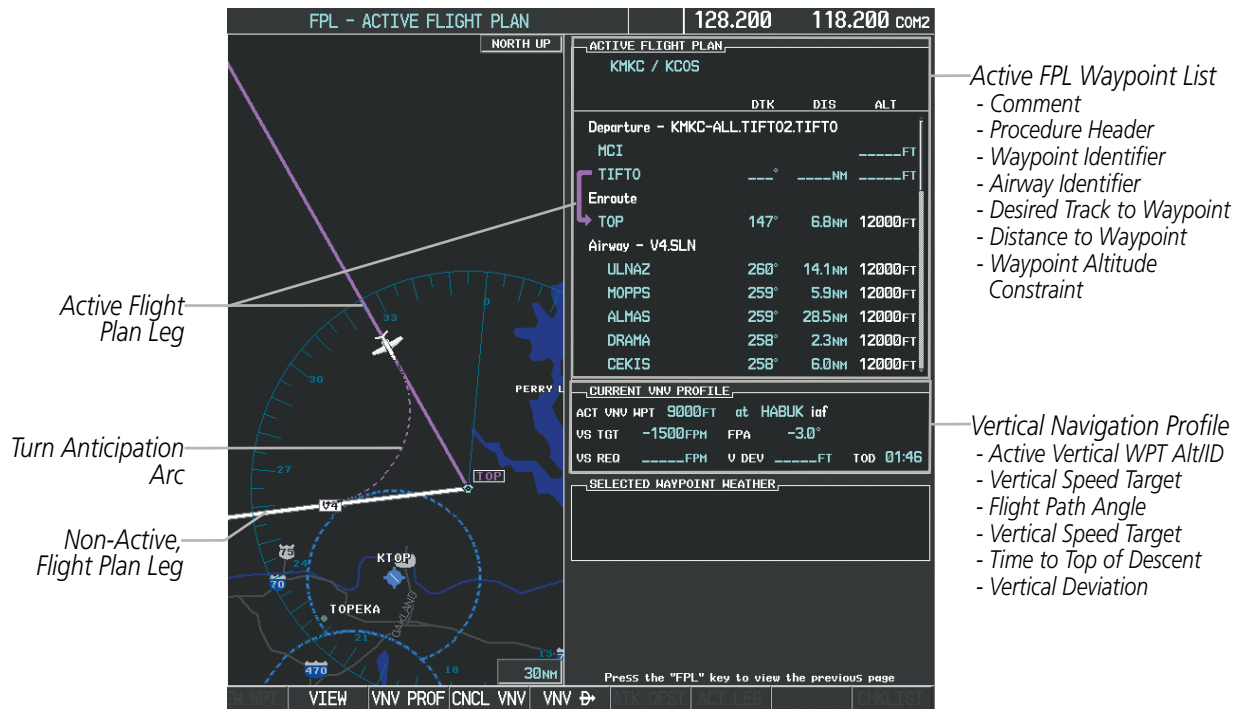 FPL – ACTIVE FLIGHT PLAN
128.200 118.200 COM2
NORTH UP
33
0
30
27
24
21
18
15
PERRY L
TOP
V4
KTOP
75
70
470
TOPEKA
OAKLAND
30NM
ACTIVE FLIGHT PLAN
KMKC / KCOS
DTK DIS ALT
Departure – KMKC-ALL.TIFTO2.TIFTO
MCI _____FT
TIFTO ___° ____NM _____FT
Enroute
TOP 147° 6.8NM 12000FT
Airway – V4.SLN
ULNAZ 260° 14.1NM 12000FT
MOPPS 259° 5.9NM 12000FT
ALMAS 259° 28.5NM 12000FT
DRAMA 258° 2.3NM 12000FT
CEKIS 258° 6.0NM 12000FT
CURRENT VNV PROFILE
ACT VNV WPT 9000FT at HABUK iaf
VS TGT -1500FPM FPA -3.0°
VS REQ _____FPM V DEV _____FT TOD 01:46
SELECTED WAYPOINT WEATHER
Press the "FPL" key to view the previous page
VIEW VNV PROF CNCL VNV VNV D→ ATK OFST ACT LEG CHKLIST
Active Flight
Plan Leg
Turn Anticipation
Arc
Non-Active,
Flight Plan Leg
Active FPL Waypoint List
- Comment
- Procedure Header
- Waypoint Identifier
- Airway Identifier
- Desired Track to Waypoint
- Distance to Waypoint
- Waypoint Altitude
Constraint
Vertical Navigation Profile
- Active Vertical WPT Alt/ID
- Vertical Speed Target
- Flight Path Angle
- Vertical Speed Target
- Time to Top of Descent
- Vertical Deviation